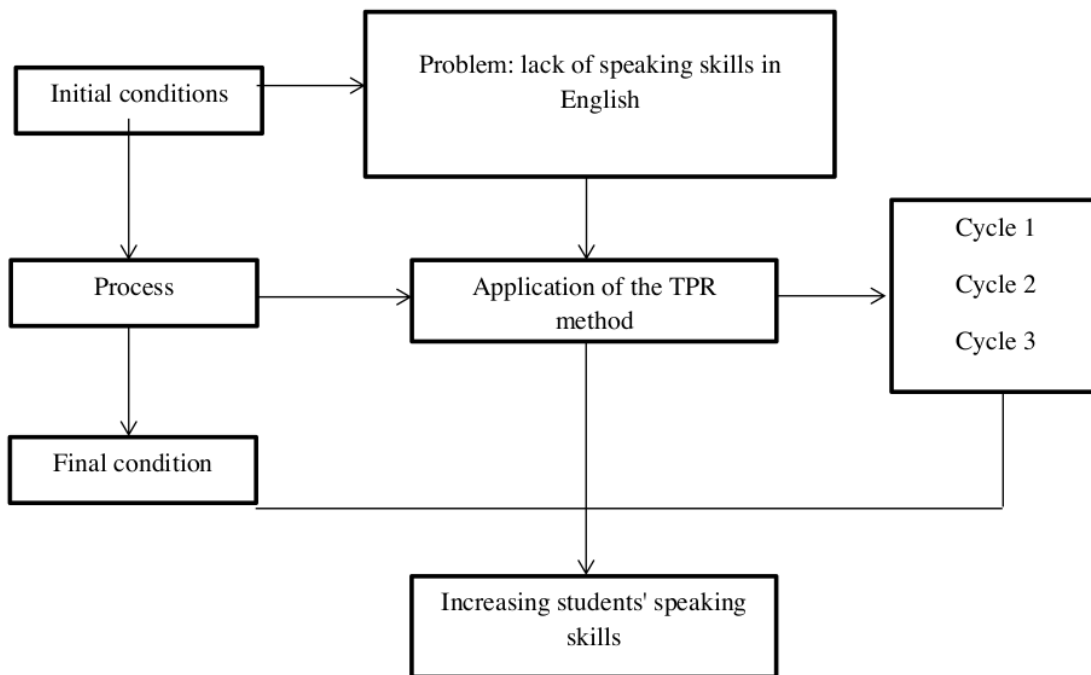 Problem: lack of speaking skills in
English
Initial conditions
Cycle 1
Process
Application of the TPR
method
Cycle 2
Cycle 3
Final condition
Increasing students' speaking
skills